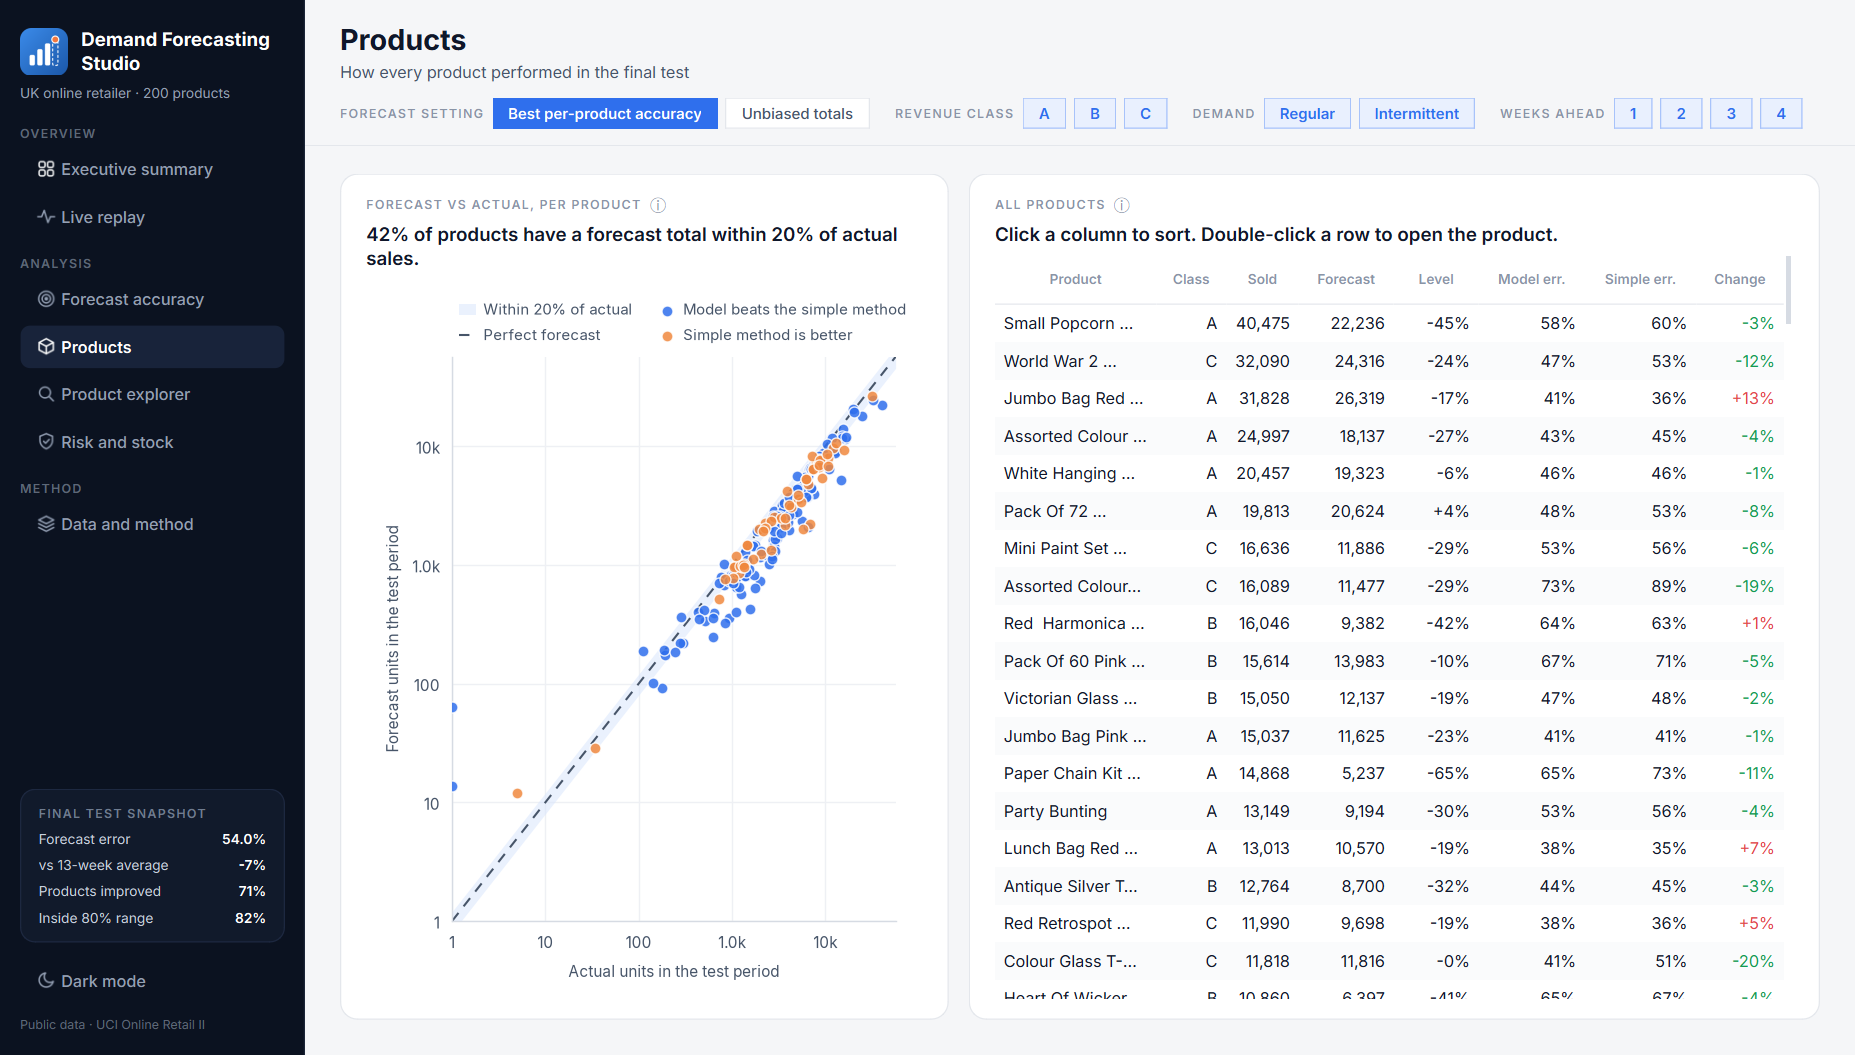 Demand Forecasting
Studio
UK online retailer · 200 products
OVERVIEW
Executive summary
Live replay
ANALYSIS
Forecast accuracy
Products
Product explorer
Risk and stock
METHOD
Data and method
FINAL TEST SNAPSHOT
Forecast error 54.0%
vs 13-week average -7%
Products improved 71%
Inside 80% range 82%
Dark mode
Public data · UCI Online Retail II
Products
How every product performed in the final test
FORECAST SETTING Best per-product accuracy Unbiased totals REVENUE CLASS A B C DEMAND Regular Intermittent WEEKS AHEAD 1 2 3 4
FORECAST VS ACTUAL, PER PRODUCT
42% of products have a forecast total within 20% of actual
sales.
Within 20% of actual Model beats the simple method
Perfect forecast Simple method is better
Forecast units in the test period
10k
1.0k
100
10
1
1 10 100 1.0k 10k
Actual units in the test period
ALL PRODUCTS
Click a column to sort. Double-click a row to open the product.
Product Class Sold Forecast Level Model err. Simple err. Change
Small Popcorn ... A 40,475 22,236 -45% 58% 60% -3%
World War 2 ... C 32,090 24,316 -24% 47% 53% -12%
Jumbo Bag Red ... A 31,828 26,319 -17% 41% 36% +13%
Assorted Colour ... A 24,997 18,137 -27% 43% 45% -4%
White Hanging ... A 20,457 19,323 -6% 46% 46% -1%
Pack Of 72 ... A 19,813 20,624 +4% 48% 53% -8%
Mini Paint Set ... C 16,636 11,886 -29% 53% 56% -6%
Assorted Colour... C 16,089 11,477 -29% 73% 89% -19%
Red  Harmonica ... B 16,046 9,382 -42% 64% 63% +1%
Pack Of 60 Pink ... B 15,614 13,983 -10% 67% 71% -5%
Victorian Glass ... B 15,050 12,137 -19% 47% 48% -2%
Jumbo Bag Pink ... A 15,037 11,625 -23% 41% 41% -1%
Paper Chain Kit ... A 14,868 5,237 -65% 65% 73% -11%
Party Bunting A 13,149 9,194 -30% 53% 56% -4%
Lunch Bag Red ... A 13,013 10,570 -19% 38% 35% +7%
Antique Silver T... B 12,764 8,700 -32% 44% 45% -3%
Red Retrospot ... C 11,990 9,698 -19% 38% 36% +5%
Colour Glass T-... C 11,818 11,816 -0% 41% 51% -20%
Heart Of Wicker B 10,860 6,397 -41% 65% 67% -4%